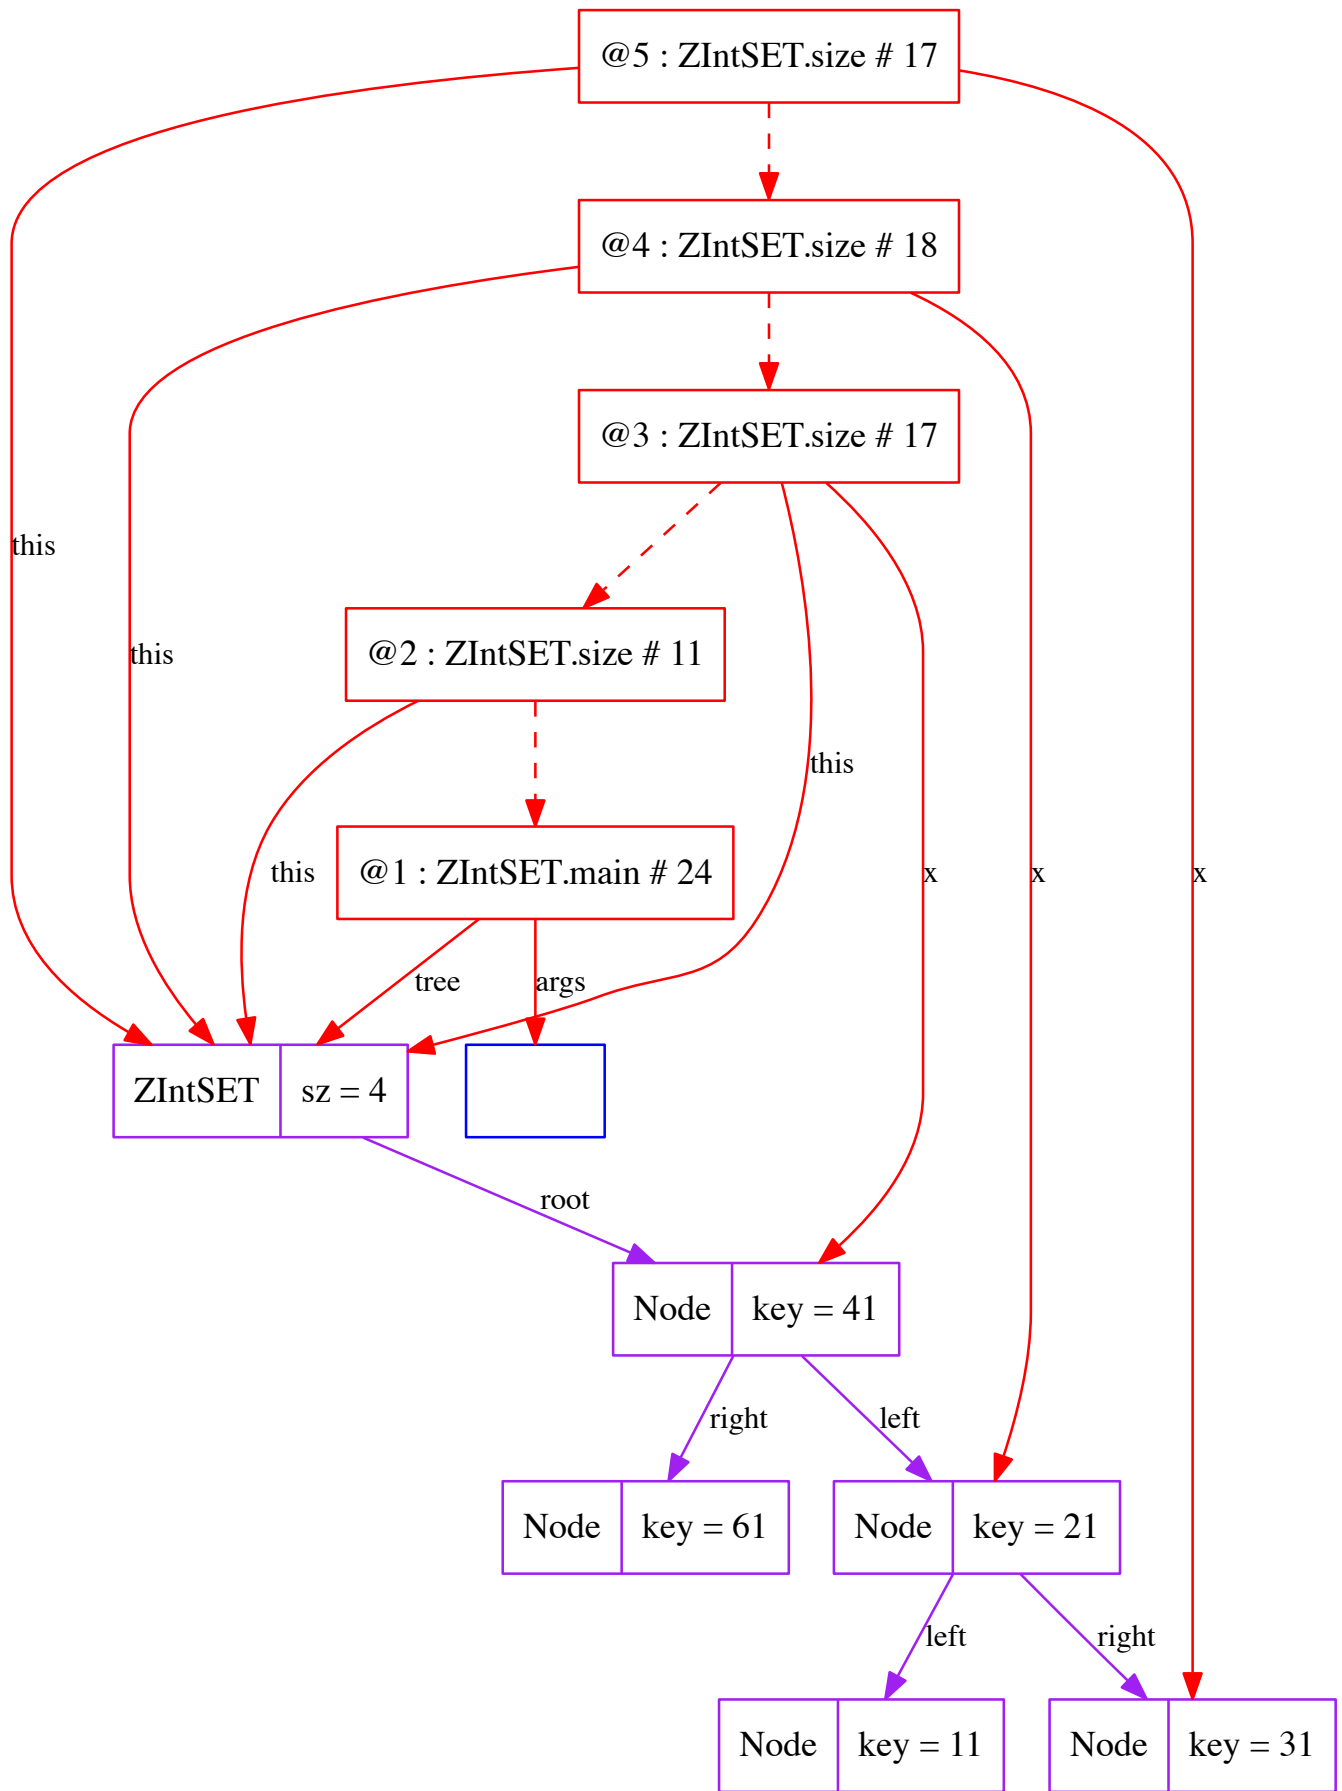 @5 : ZIntSET.size # 17
@4 : ZIntSET.size # 18
@3 : ZIntSET.size # 17
this
@2 : ZIntSET.size # 11
this
this
@1 : ZIntSET.main # 24
this
x
x
x
tree
args
ZIntSET
sz = 4
root
Node
key = 41
right
left
Node
key = 61
Node
key = 21
left
right
Node
key = 11
Node
key = 31